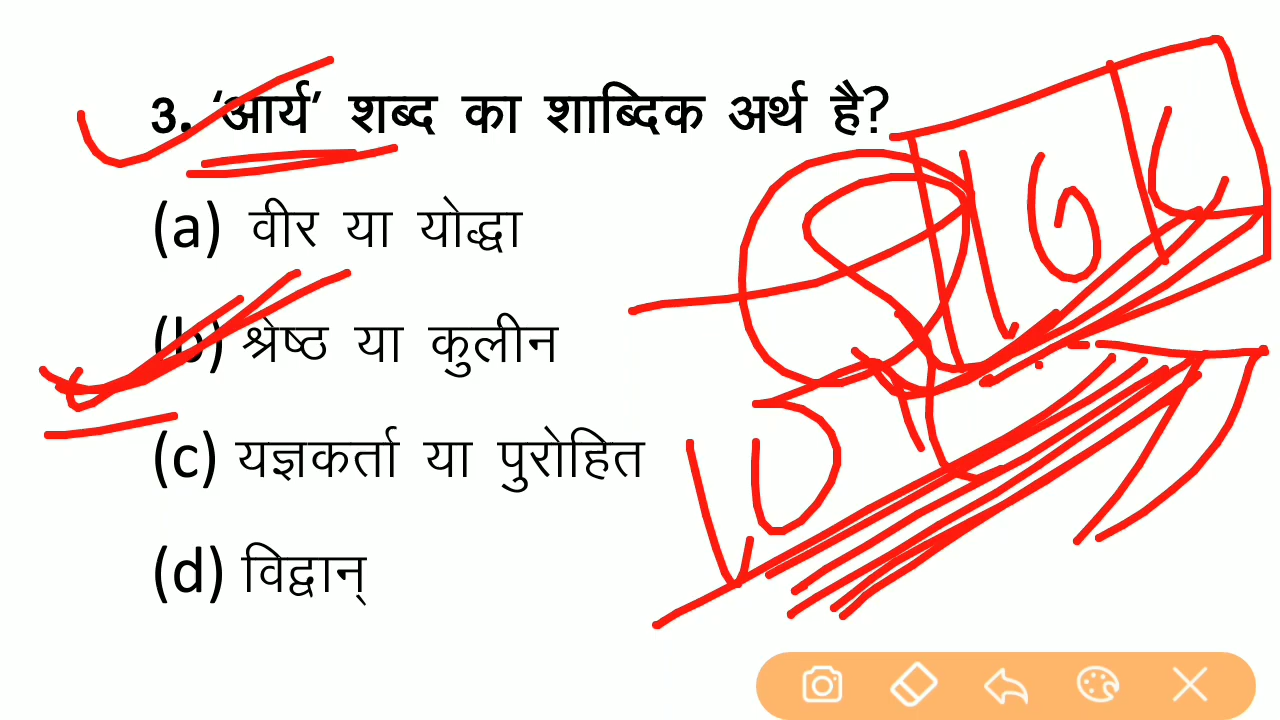 3. ‘आर्य’ शब्द का शाब्दिक अर्थ है?
(a) वीर या योद्धा
(b) श्रेष्ठ या कुलीन
(c) यज्ञकर्ता या पुरोहित
(d) विद्वान्